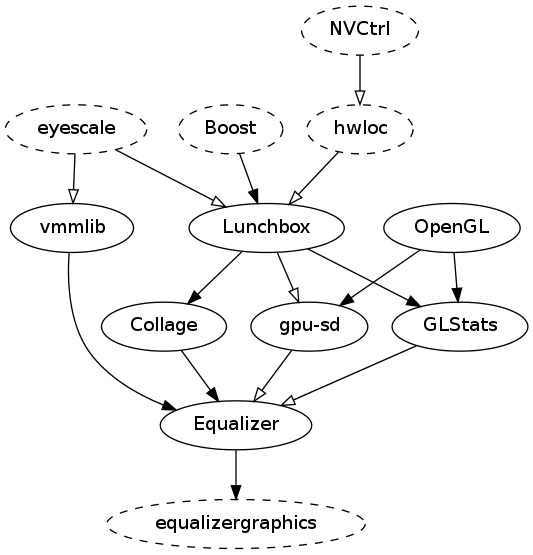 NVCtrl
eyescale
Boost
hwloc
vmmlib
Lunchbox
OpenGL
Collage
gpu-sd
GLStats
Equalizer
equalizergraphics